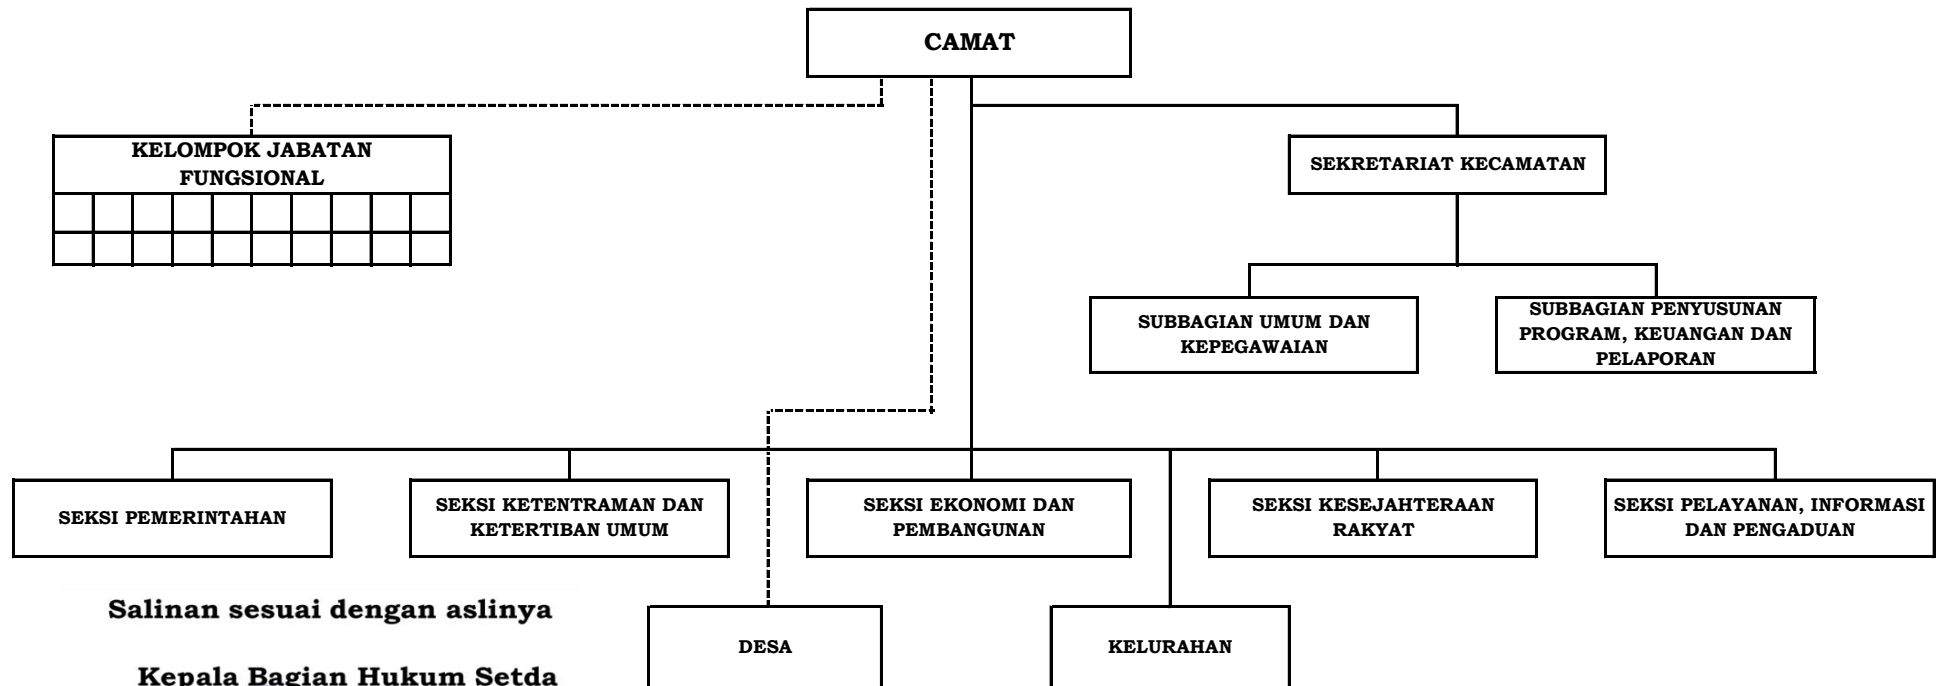 CAMAT
KELOMPOK JABATAN
FUNGSIONAL
SEKRETARIAT KECAMATAN
SUBBAGIAN UMUM DAN
KEPEGAWAIAN
SUBBAGIAN PENYUSUNAN
PROGRAM, KEUANGAN DAN
PELAPORAN
SEKSI PEMERINTAHAN
SEKSI KETENTRAMAN DAN
KETERTIBAN UMUM
SEKSI EKONOMI DAN
PEMBANGUNAN
SEKSI KESEJAHTERAAN
RAKYAT
SEKSI PELAYANAN, INFORMASI
DAN PENGADUAN
DESA
KELURAHAN
Salinan sesuai dengan aslinya
Kepala Bagian Hukum Setda